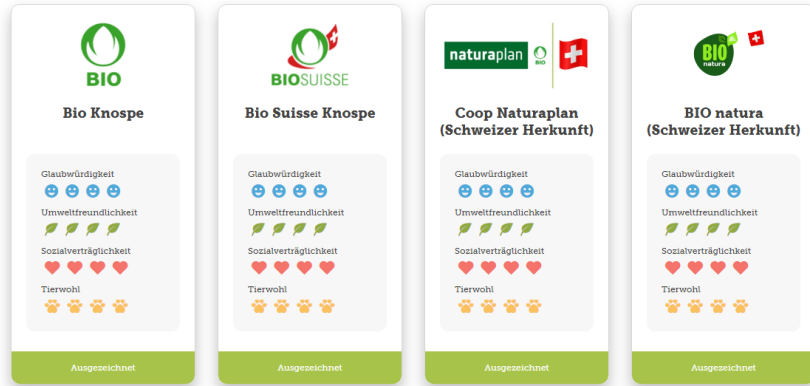 BIO
Bio Knospe
Glaubwürdigkeit
Umweltfreundlichkeit
Sozialverträglichkeit
Tierwohl
Ausgezeichnet
BIOSUISSE
Bio Suisse Knospe
Glaubwürdigkeit
Umweltfreundlichkeit
Sozialverträglichkeit
Tierwohl
Ausgezeichnet
naturaplan
BIO
Coop Naturaplan
(Schweizer Herkunft)
Glaubwürdigkeit
Umweltfreundlichkeit
Sozialverträglichkeit
Tierwohl
Ausgezeichnet
BIO
natura
BIO natura
(Schweizer Herkunft)
Glaubwürdigkeit
Umweltfreundlichkeit
Sozialverträglichkeit
Tierwohl
Ausgezeichnet